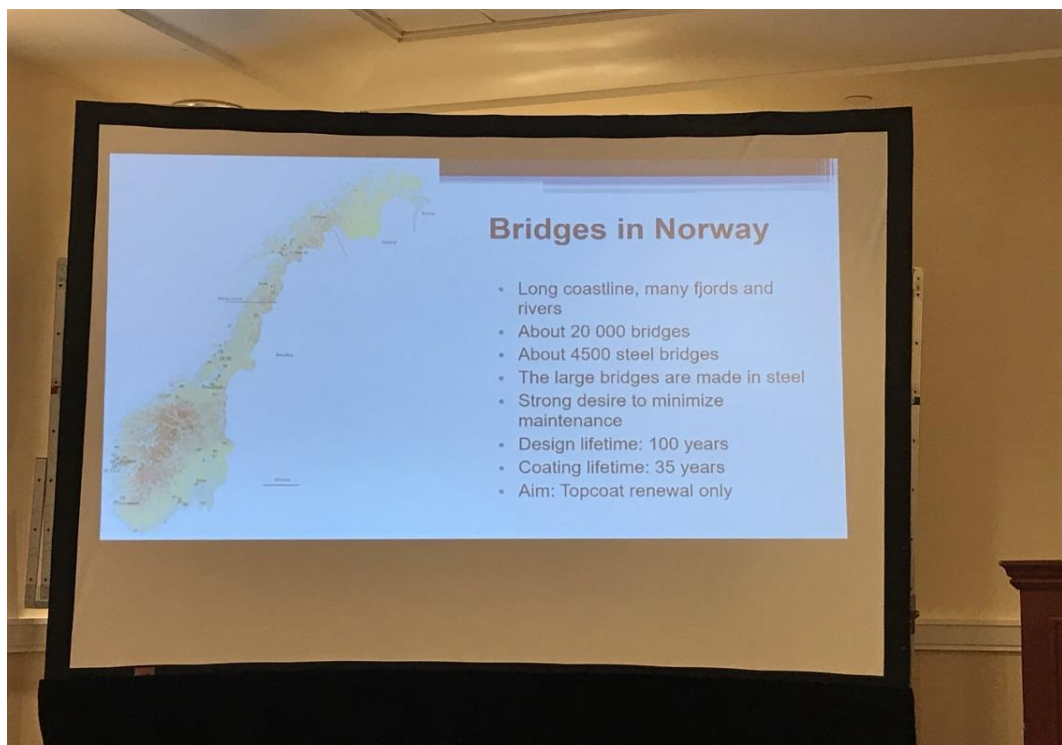 Bridges in Norway
Long coastline, many fjords and
rivers
About 20 000 bridges
About 4500 steel bridges
The large bridges are made in steel
Strong desire to minimize
maintenance
Design lifetime: 100 years
Coating lifetime: 35 years
Aim: Topcoat renewal only